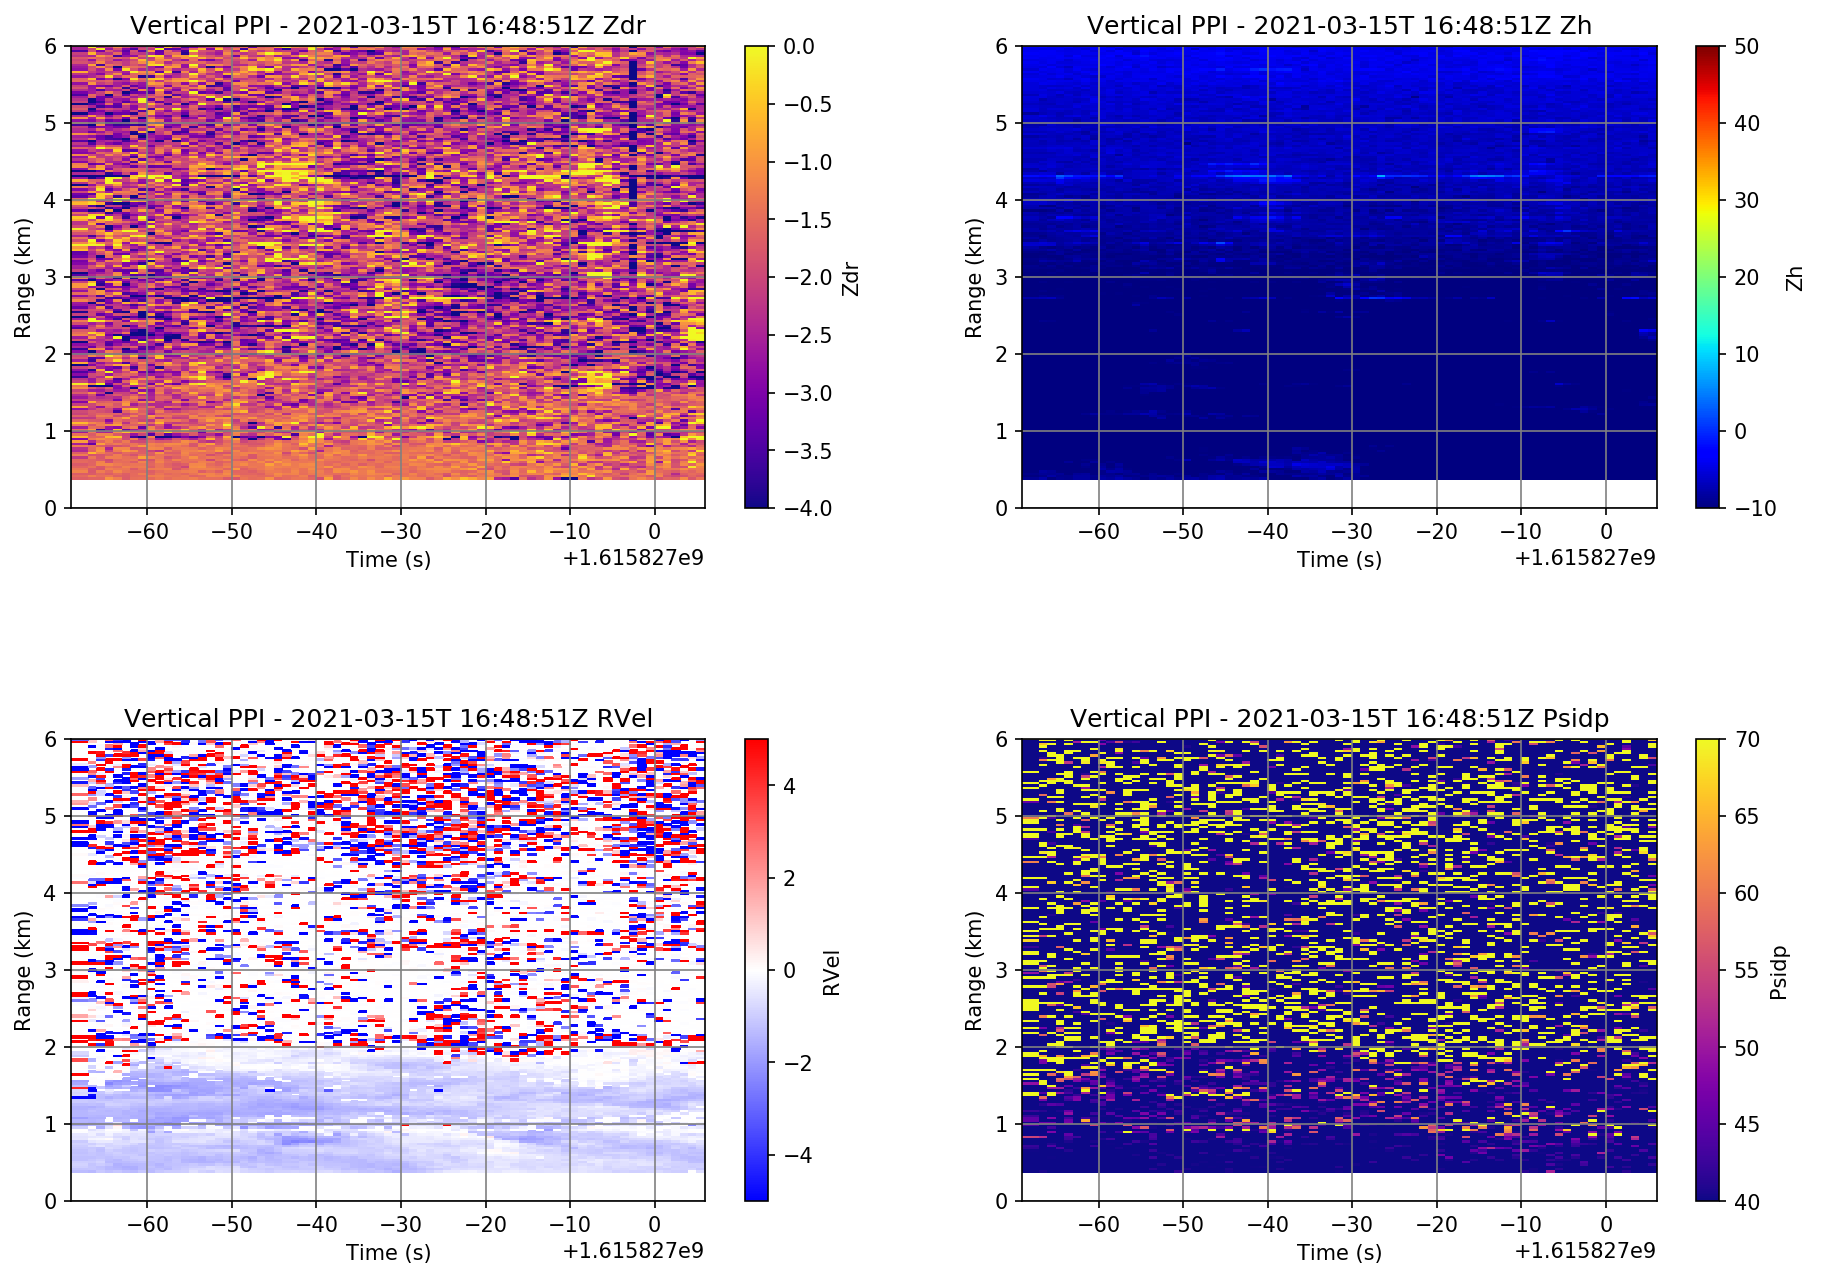 Vertical PPI - 2021-03-15T 16:48:51Z Zdr
6
5
4
3
2
1
0
Range (km)
−60 −50 −40 −30 −20 −10 0
Time (s)
+1.615827e9
0.0
−0.5
−1.0
−1.5
−2.0
−2.5
−3.0
−3.5
−4.0
Zdr
Vertical PPI - 2021-03-15T 16:48:51Z Zh
6
5
4
3
2
1
0
Range (km)
−60 −50 −40 −30 −20 −10 0
Time (s)
+1.615827e9
50
40
30
20
10
0
−10
Zh
Vertical PPI - 2021-03-15T 16:48:51Z RVel
6
5
4
3
2
1
0
Range (km)
−60 −50 −40 −30 −20 −10 0
Time (s)
+1.615827e9
4
2
0
−2
−4
RVel
Vertical PPI - 2021-03-15T 16:48:51Z Psidp
6
5
4
3
2
1
0
Range (km)
−60 −50 −40 −30 −20 −10 0
Time (s)
+1.615827e9
70
65
60
55
50
45
40
Psidp